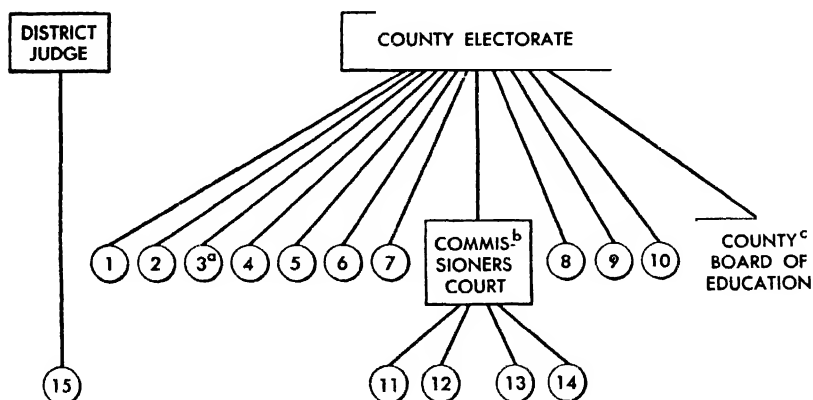 DISTRICT
JUDGE
COUNTY ELECTORATE
1 2 3a 4 5 6 7
COMMIS-b
SIONERS
COURT
8 9 10
COUNTY c
BOARD OF
EDUCATION
15
11 12 13 14